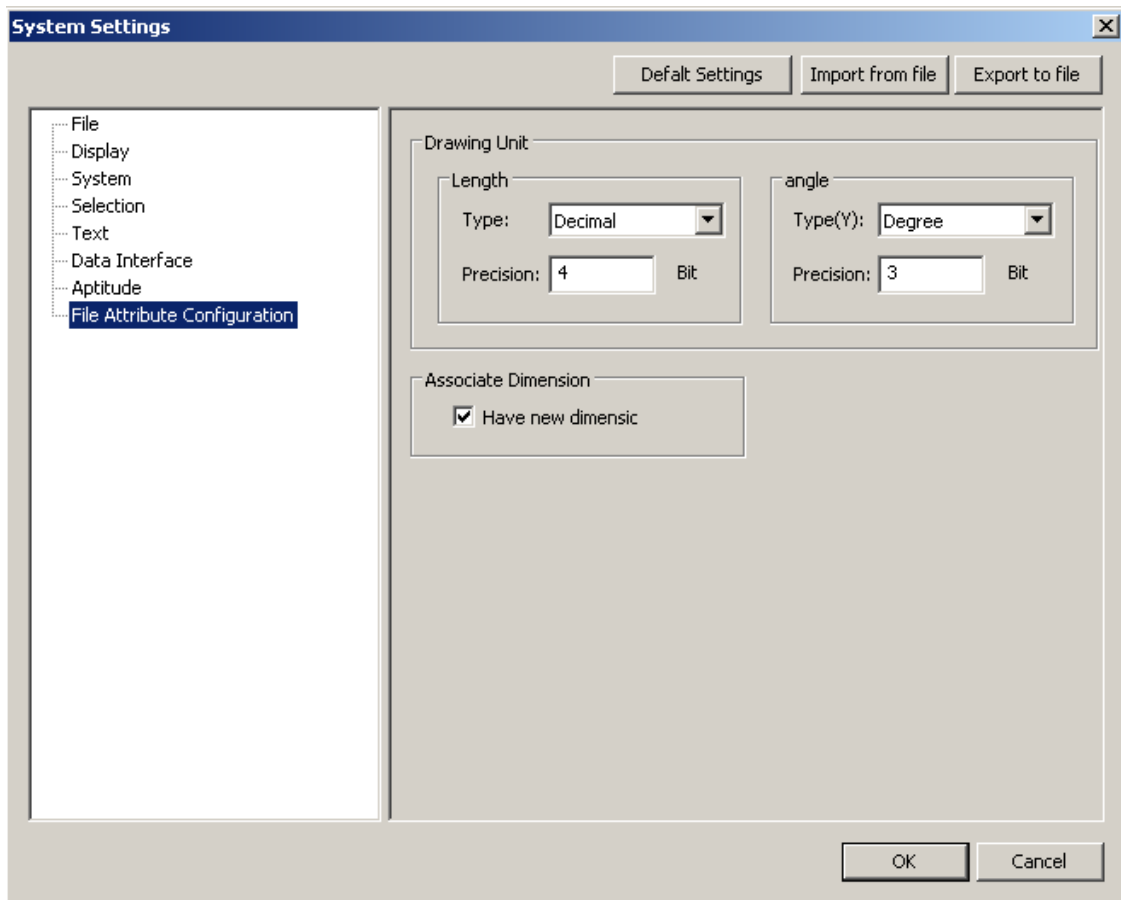 System Settings
Defalt Settings Import from file Export to file
File
Display
System
Selection
Text
Data Interface
Aptitude
File Attribute Configuration
Drawing Unit
Length
Type: Decimal
Precision: 4 Bit
angle
Type(Y): Degree
Precision: 3 Bit
Associate Dimension
Have new dimensic
OK Cancel